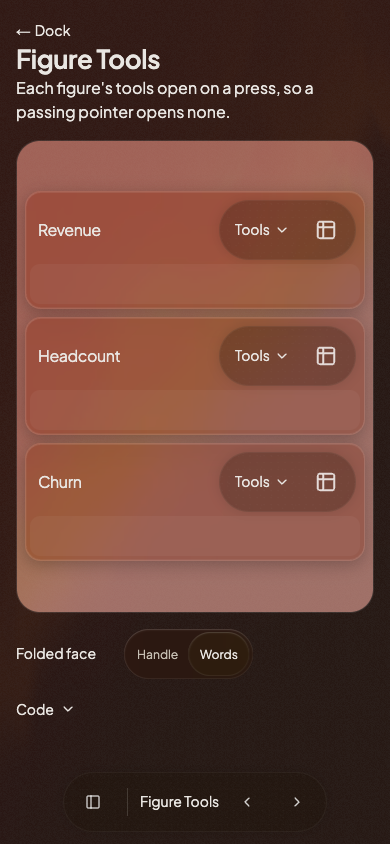 ← Dock
Figure Tools
Each figure's tools open on a press, so a
passing pointer opens none.
Revenue
Tools
Headcount
Tools
Churn
Tools
Folded face
Handle
Words
Code
Figure Tools